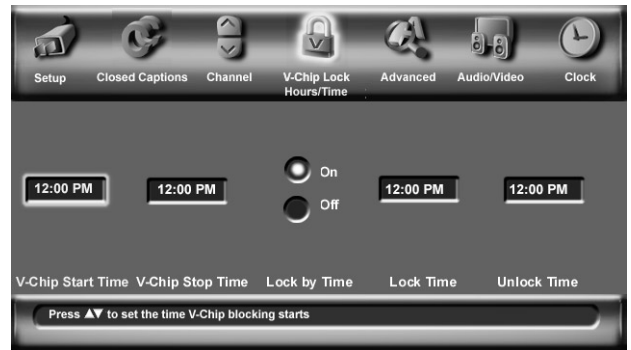 Setup Closed Captions Channel V-Chip Lock Hours/Time Advanced Audio/Video Clock
12:00 PM 12:00 PM On Off 12:00 PM 12:00 PM
V-Chip Start Time V-Chip Stop Time Lock by Time Lock Time Unlock Time
Press ▲▼ to set the time V-Chip blocking starts